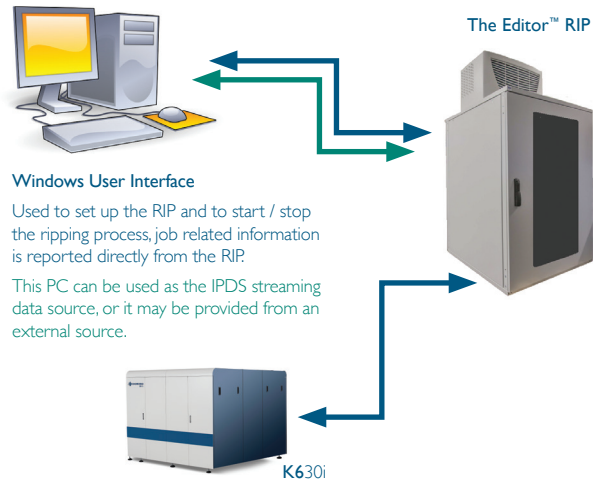 The Editor™ RIP
Windows User Interface
Used to set up the RIP and to start / stop
the ripping process, job related information
is reported directly from the RIP.
This PC can be used as the IPDS streaming
data source, or it may be provided from an
external source.
K630i